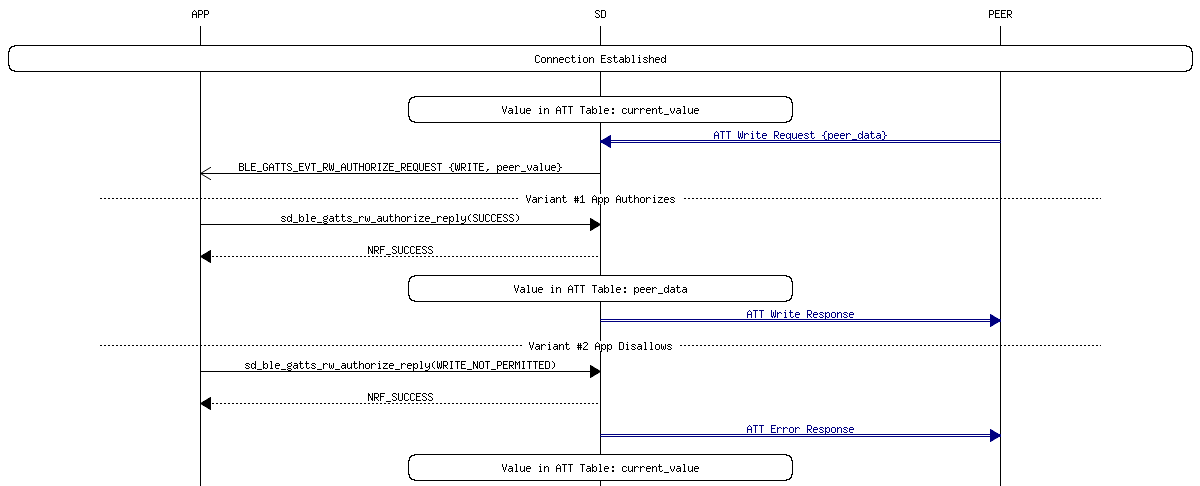 APP SD PEER
Connection Established
Value in ATT Table: current_value
ATT Write Request {peer_data}
BLE_GATTS_EVT_RW_AUTHORIZE_REQUEST {WRITE, peer_value}
Variant #1 App Authorizes
sd_ble_gatts_rw_authorize_reply(SUCCESS)
NRF_SUCCESS
Value in ATT Table: peer_data
ATT Write Response
Variant #2 App Disallows
sd_ble_gatts_rw_authorize_reply(WRITE_NOT_PERMITTED)
NRF_SUCCESS
ATT Error Response
Value in ATT Table: current_value